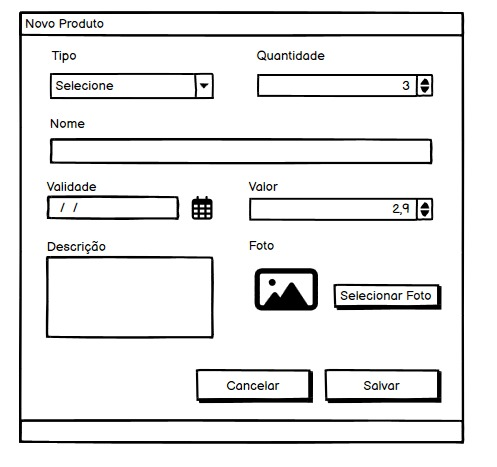 Novo Produto
Tipo
Quantidade
Selecione
3
Nome
Validade
Valor
/ /
2,9
Descrição
Foto
Selecionar Foto
Cancelar
Salvar